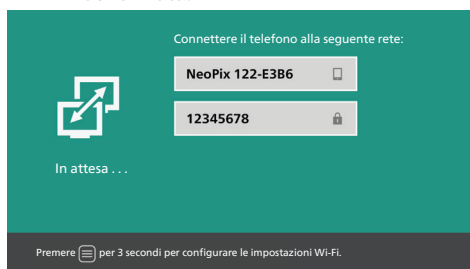 Connettere il telefono alla seguente rete:
NeoPix 122-E3B6
12345678
In attesa . . .
Premere per 3 secondi per configurare le impostazioni Wi-Fi.